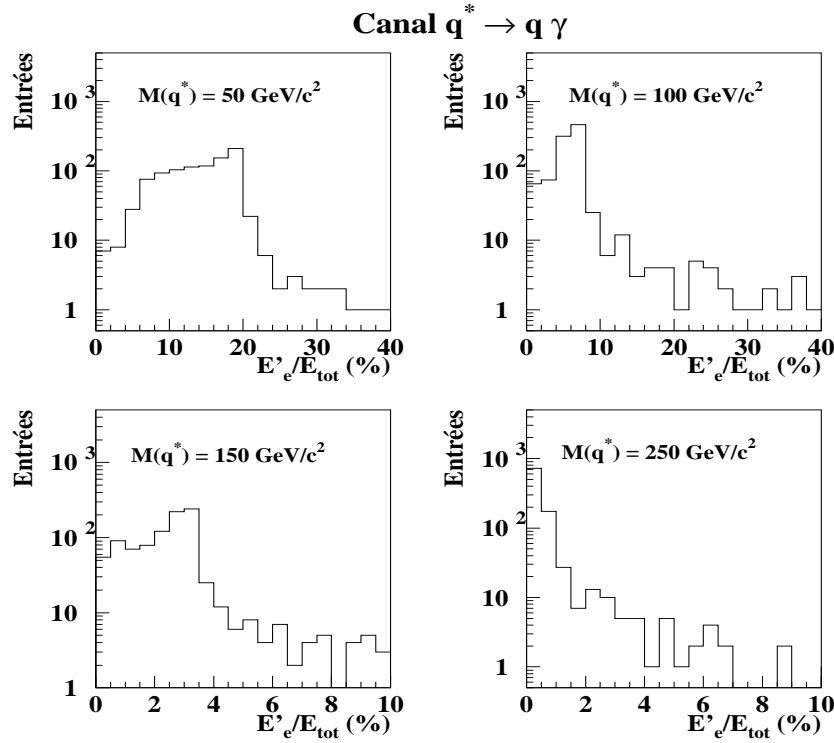 Canal q* → q γ
Entrées
M(q*) = 50 GeV/c²
10³
10²
10
1
0 10 20 30 40
E'ₑ/Eₜₒₜ (%)
Entrées
M(q*) = 100 GeV/c²
10³
10²
10
1
0 10 20 30 40
E'ₑ/Eₜₒₜ (%)
Entrées
M(q*) = 150 GeV/c²
10³
10²
10
1
0 2 4 6 8 10
E'ₑ/Eₜₒₜ (%)
Entrées
M(q*) = 250 GeV/c²
10³
10²
10
1
0 2 4 6 8 10
E'ₑ/Eₜₒₜ (%)